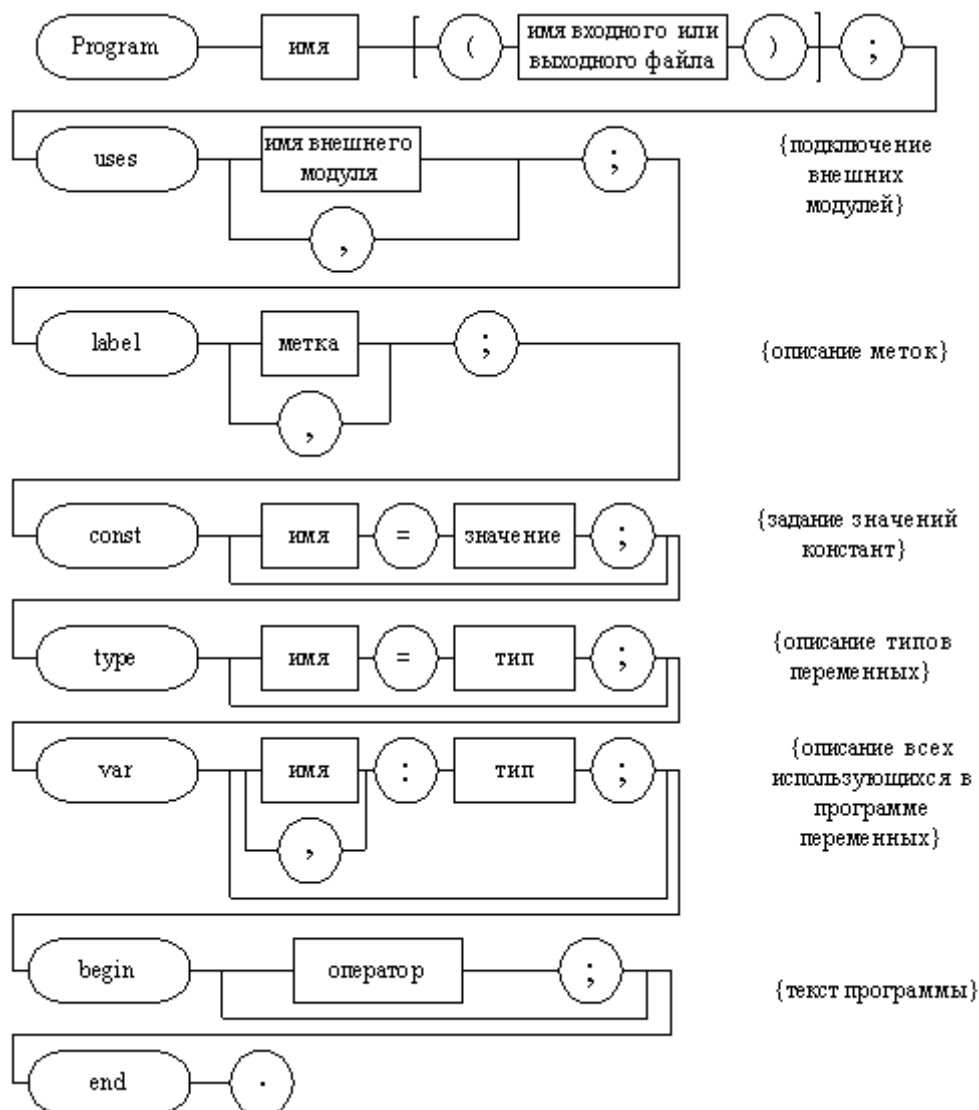 Program имя [ ( имя входного или выходного файла ) ] ;
uses имя внешнего модуля ; {подключение внешних модулей}
,
label метка ; {описание меток}
,
const имя = значение ; {задание значений констант}
type имя = тип ; {описание типов переменных}
var имя : тип ; {описание всех использующихся в программе переменных}
,
begin оператор ; {текст программы}
end .